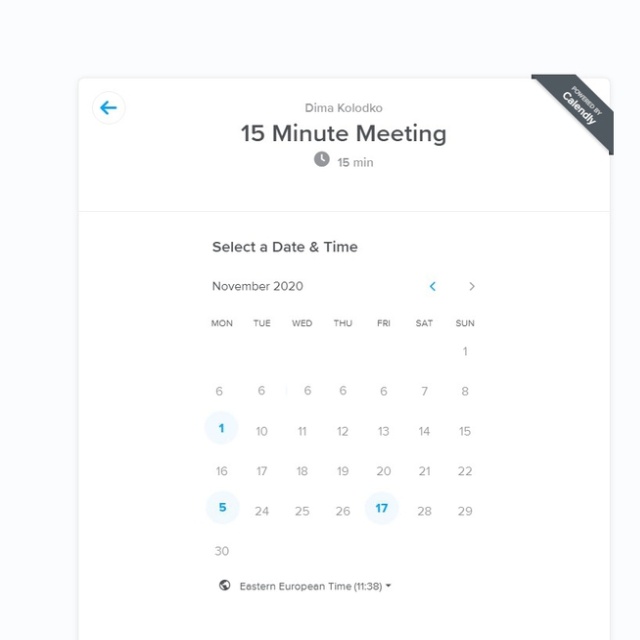 POWERED BY
Calendly
Dima Kolodko
15 Minute Meeting
15 min
Select a Date & Time
November 2020
MON TUE WED THU FRI SAT SUN
1
6 6 6 6 6 7 8
1 10 11 12 13 14 15
16 17 18 19 20 21 22
5 24 25 26 17 28 29
30
Eastern European Time (11:38)